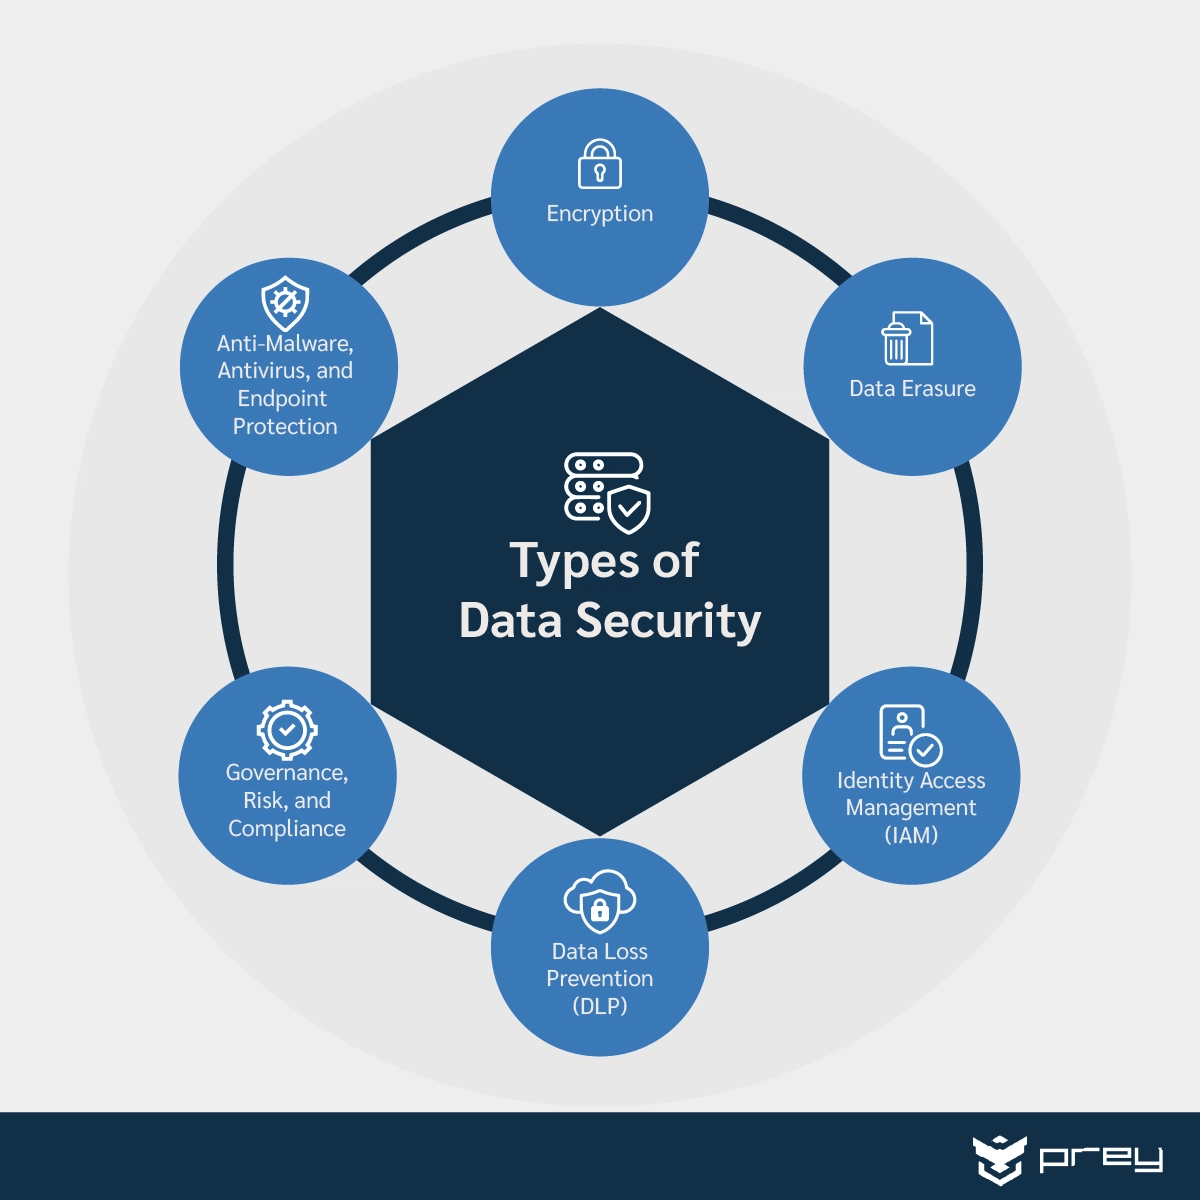 Encryption
Anti-Malware,
Antivirus, and
Endpoint
Protection
Data Erasure
Types of
Data Security
Governance,
Risk, and
Compliance
Identity Access
Management
(IAM)
Data Loss
Prevention
(DLP)
prey